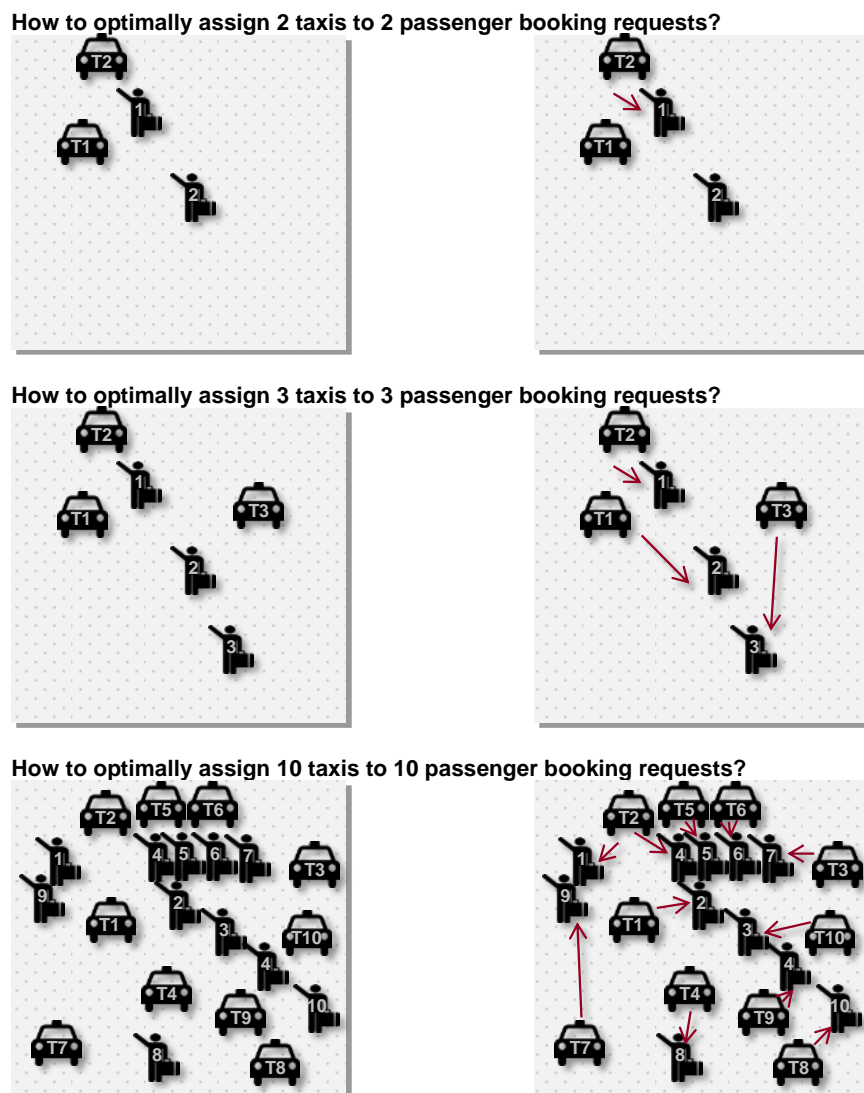 How to optimally assign 2 taxis to 2 passenger booking requests?
T2 T2
1 1
T1 T1
2 2
How to optimally assign 3 taxis to 3 passenger booking requests?
T2 T2
1 1
T1 T3 T1 T3
2 2
3 3
How to optimally assign 10 taxis to 10 passenger booking requests?
T2 T5 T6 T2 T5 T6
1 4 5 6 7 T3 1 4 5 6 7 T3
9 2 9 2
T1 3 T10 T1 3 T10
4 4
T4 T9 10 T4 T9 10
T7 8 T8 T7 8 T8